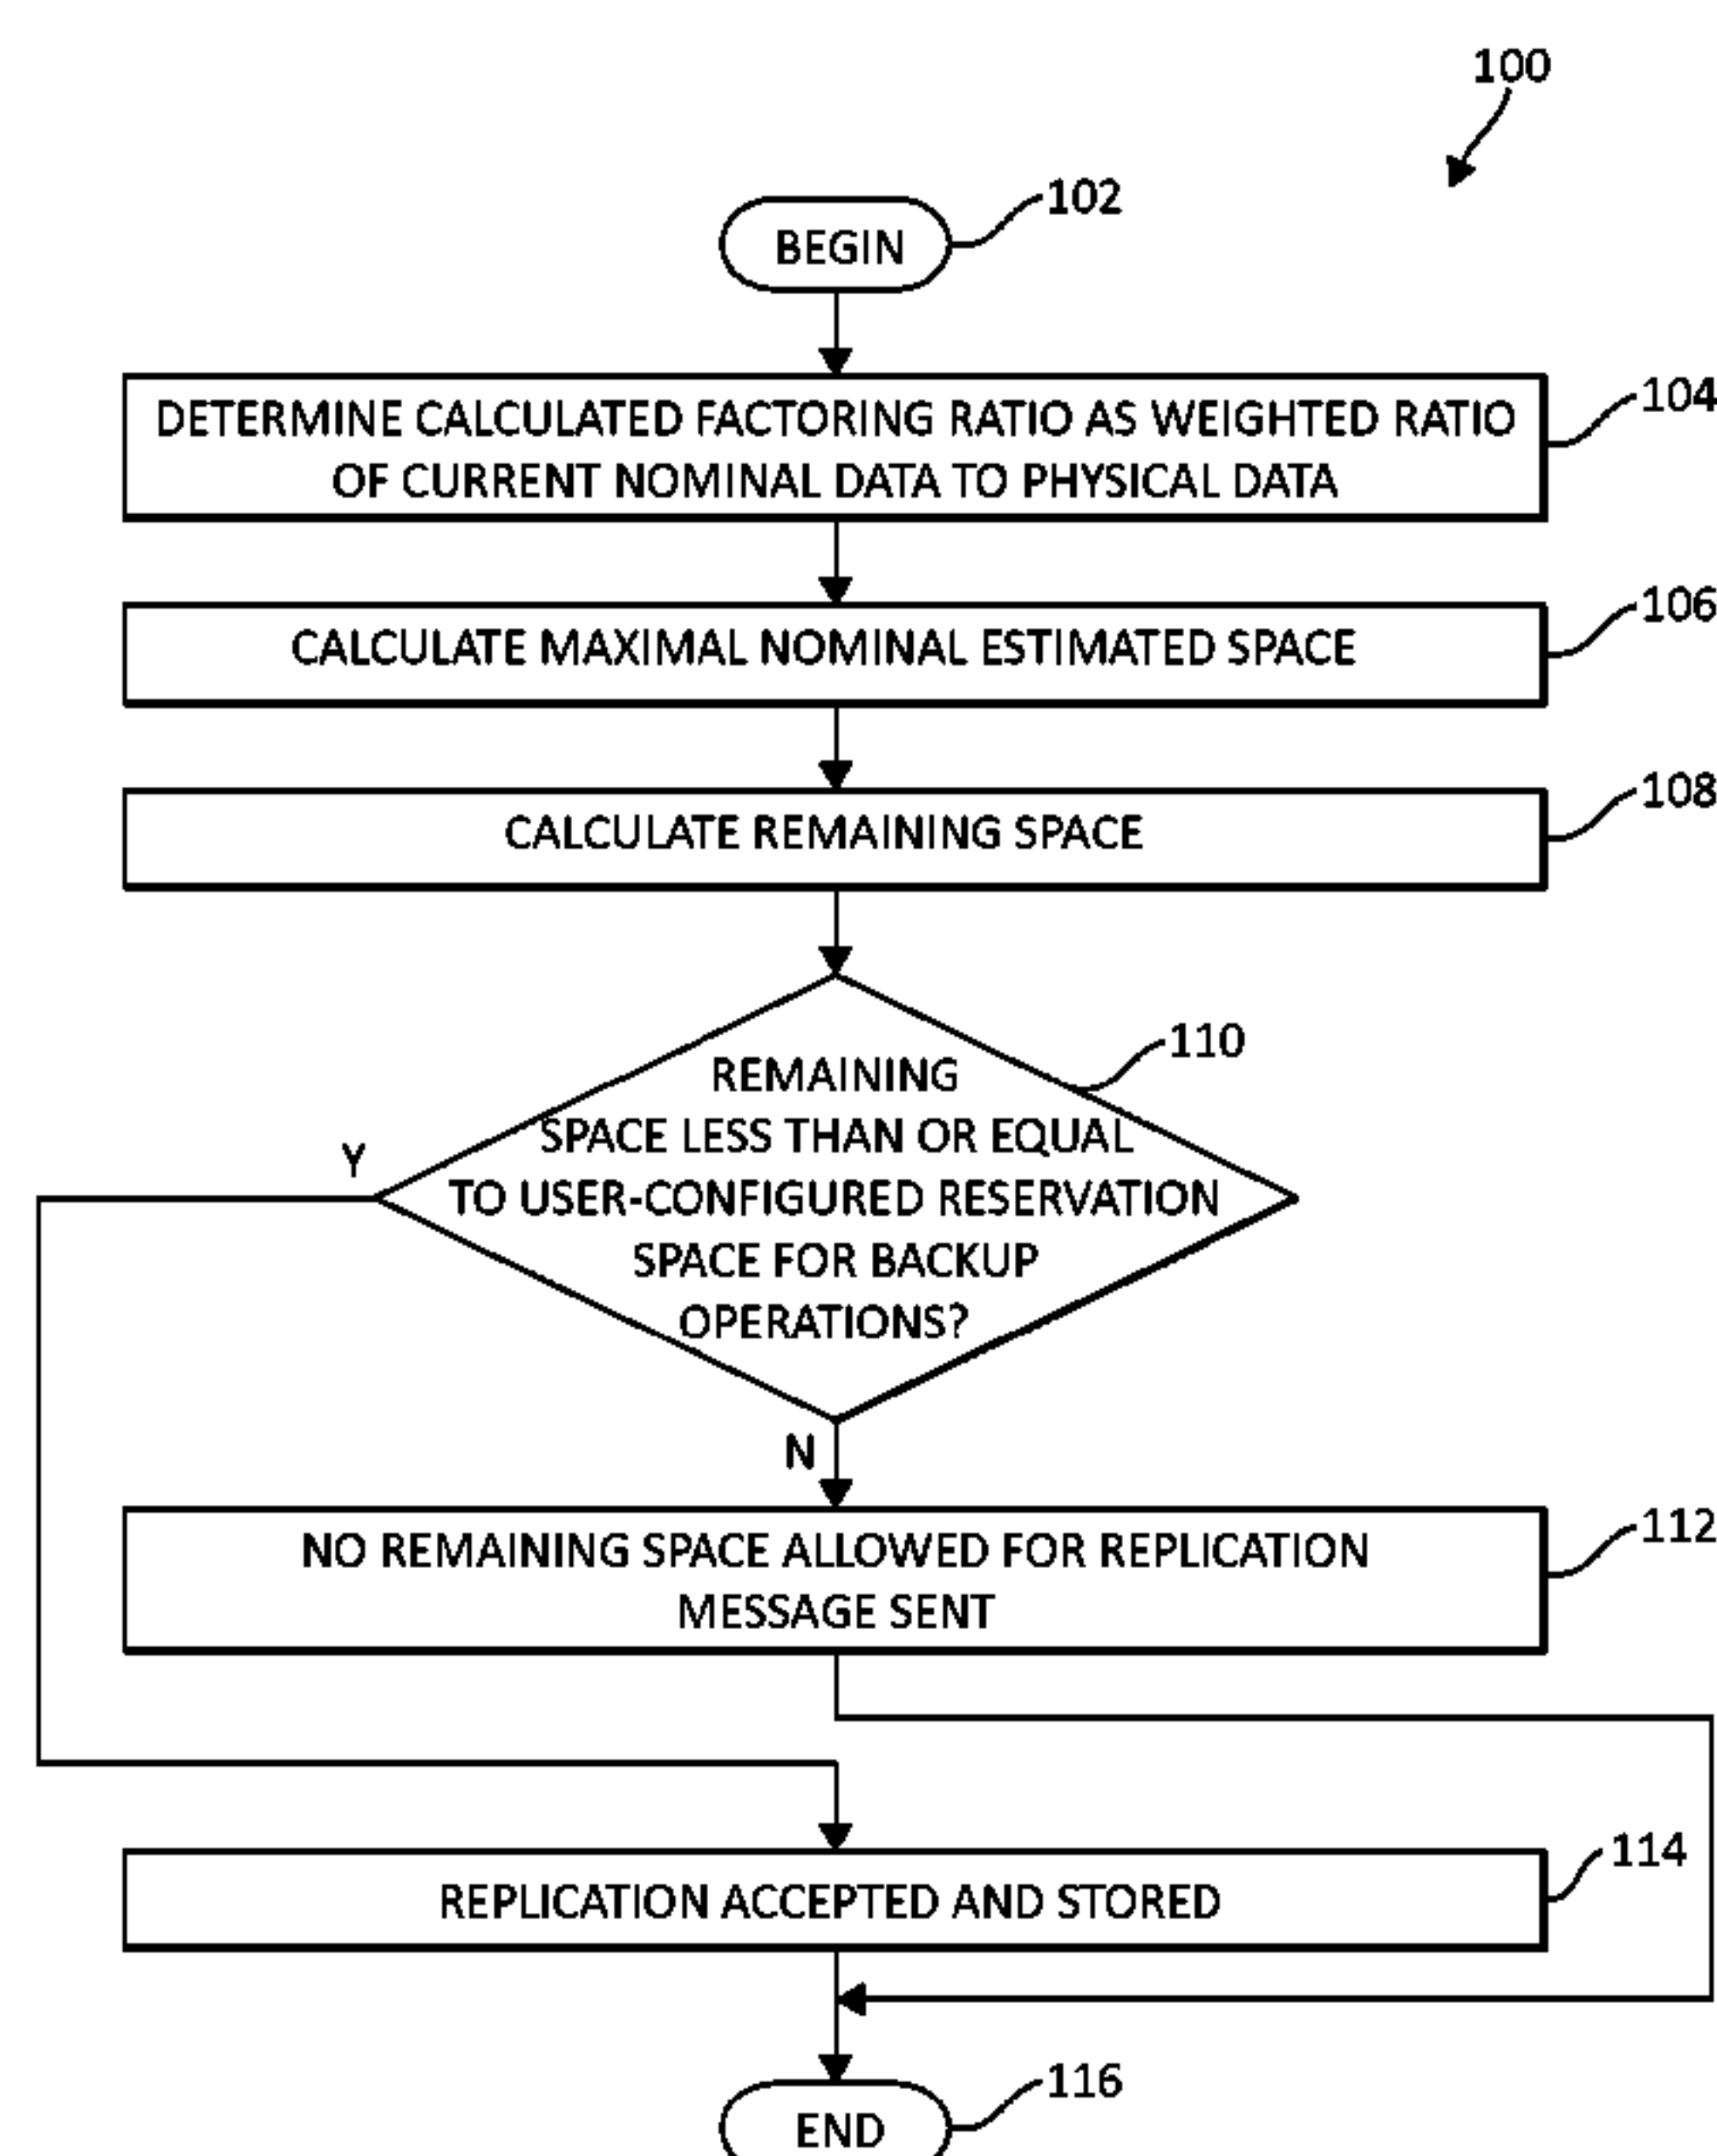 100
102
BEGIN
104
DETERMINE CALCULATED FACTORING RATIO AS WEIGHTED RATIO
OF CURRENT NOMINAL DATA TO PHYSICAL DATA
106
CALCULATE MAXIMAL NOMINAL ESTIMATED SPACE
108
CALCULATE REMAINING SPACE
110
REMAINING
SPACE LESS THAN OR EQUAL
TO USER-CONFIGURED RESERVATION
SPACE FOR BACKUP
OPERATIONS?
Y
N
112
NO REMAINING SPACE ALLOWED FOR REPLICATION
MESSAGE SENT
114
REPLICATION ACCEPTED AND STORED
116
END